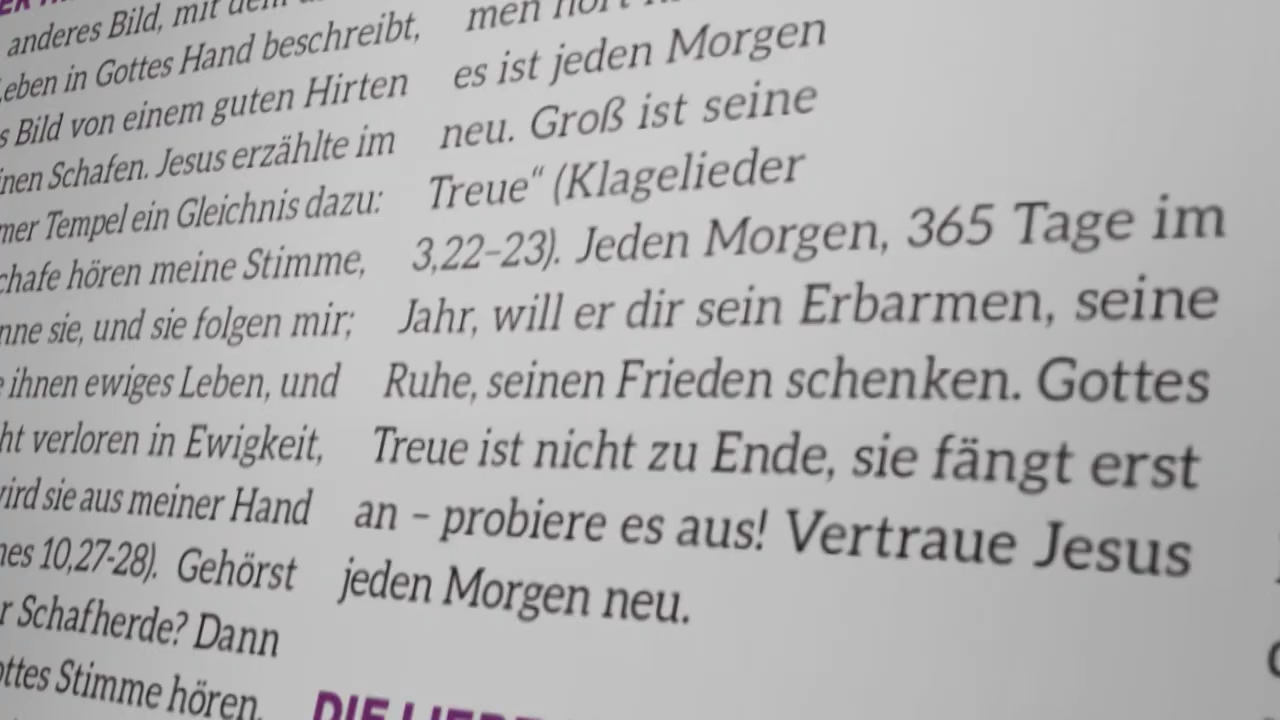 anderes Bild, mit
eben in Gottes Hand beschreibt,
s Bild von einem guten Hirten
nen Schafen. Jesus erzählte im
mer Tempel ein Gleichnis dazu:
chafe hören meine Stimme,
nne sie, und sie folgen mir;
ihnen ewiges Leben, und
ht verloren in Ewigkeit,
wird sie aus meiner Hand
nes 10,27-28). Gehörst
r Schafherde? Dann
ottes Stimme hören.
men hört
es ist jeden Morgen
neu. Groß ist seine
Treue“ (Klagelieder
3,22–23). Jeden Morgen, 365 Tage im
Jahr, will er dir sein Erbarmen, seine
Ruhe, seinen Frieden schenken. Gottes
Treue ist nicht zu Ende, sie fängt erst
an – probiere es aus! Vertraue Jesus
jeden Morgen neu.
DIE